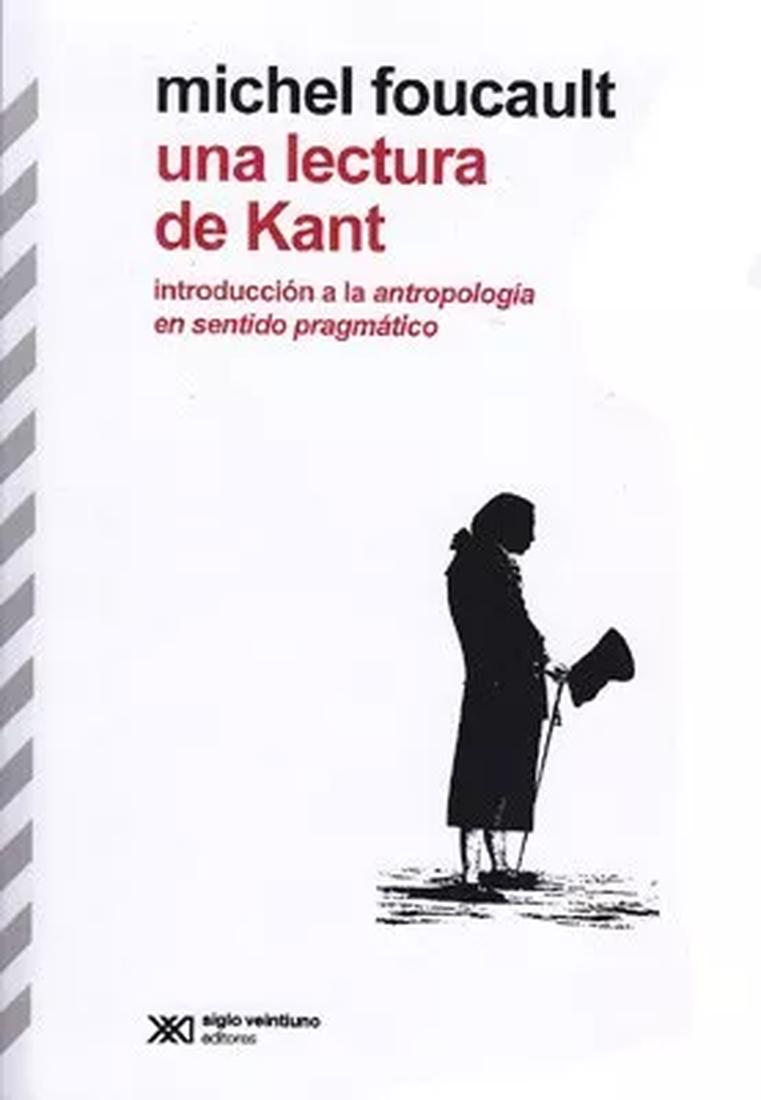 michel foucault
una lectura
de Kant
introducción a la antropología
en sentido pragmático
siglo veintiuno
editores